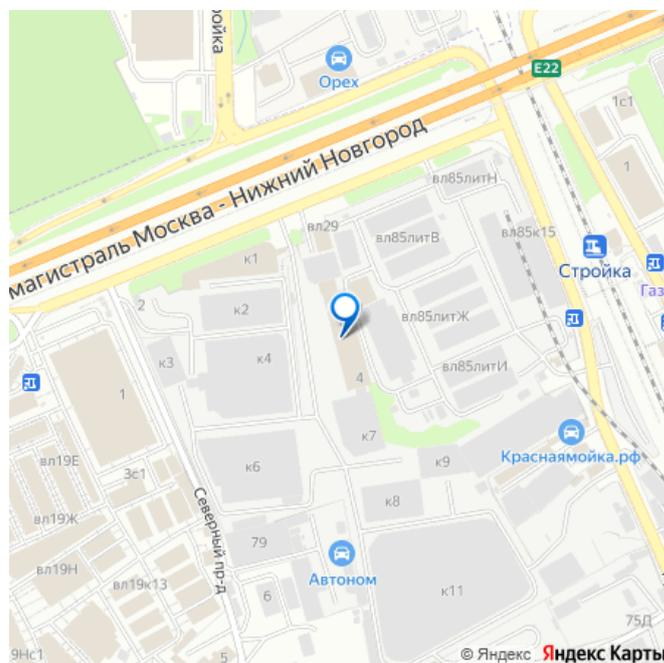 ройка
Орех
E22
1с1
1
магистраль Москва - Нижний Новгород
вл85литН
вл29
вл85литВ
вл85к15
к1
Стройка
2
к2
Газ
вл85литЖ
к3
к4
вл85литИ
1
4
к7
Краснаямойка.рф
вл19Е
3с1
к6
к9
вл19Ж
Северный пр-д
к8
79
Автоном
вл19Н
вл19к13
6
к11
75Д
9Нс1
© Яндекс Яндекс Карты